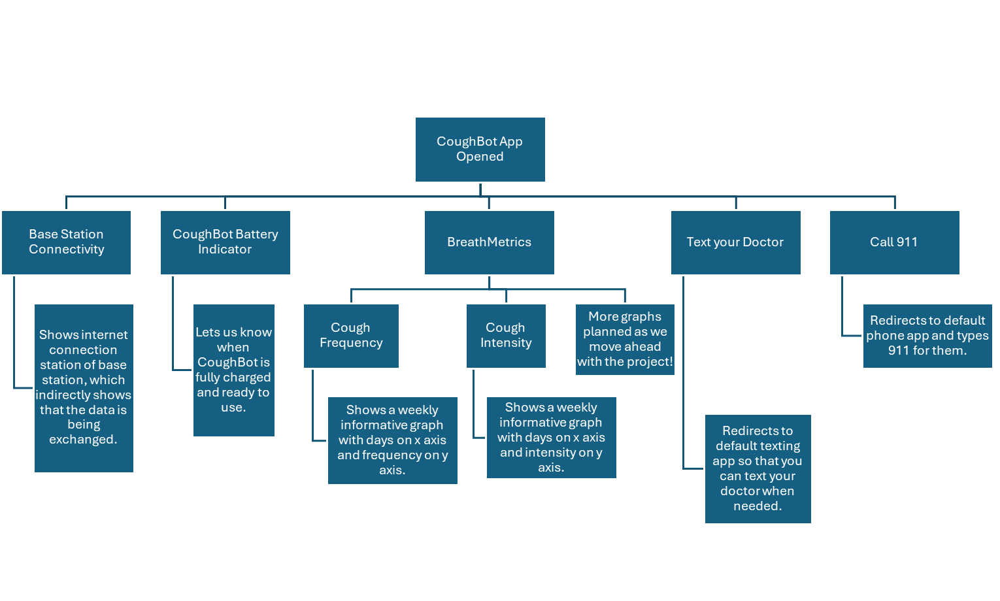 CoughBot App
Opened
Base Station
Connectivity
CoughBot Battery
Indicator
BreathMetrics
Text your Doctor
Call 911
Shows internet
connection
station of base
station, which
indirectly shows
that the data is
being
exchanged.
Lets us know
when
CoughBot is
fully charged
and ready to
use.
Cough
Frequency
Cough
Intensity
More graphs
planned as we
move ahead
with the project!
Redirects to default
phone app and types
911 for them.
Shows a weekly
informative graph
with days on x axis
and frequency on y
axis.
Shows a weekly
informative graph
with days on x axis
and intensity on y
axis.
Redirects to
default texting
app so that you
can text your
doctor when
needed.